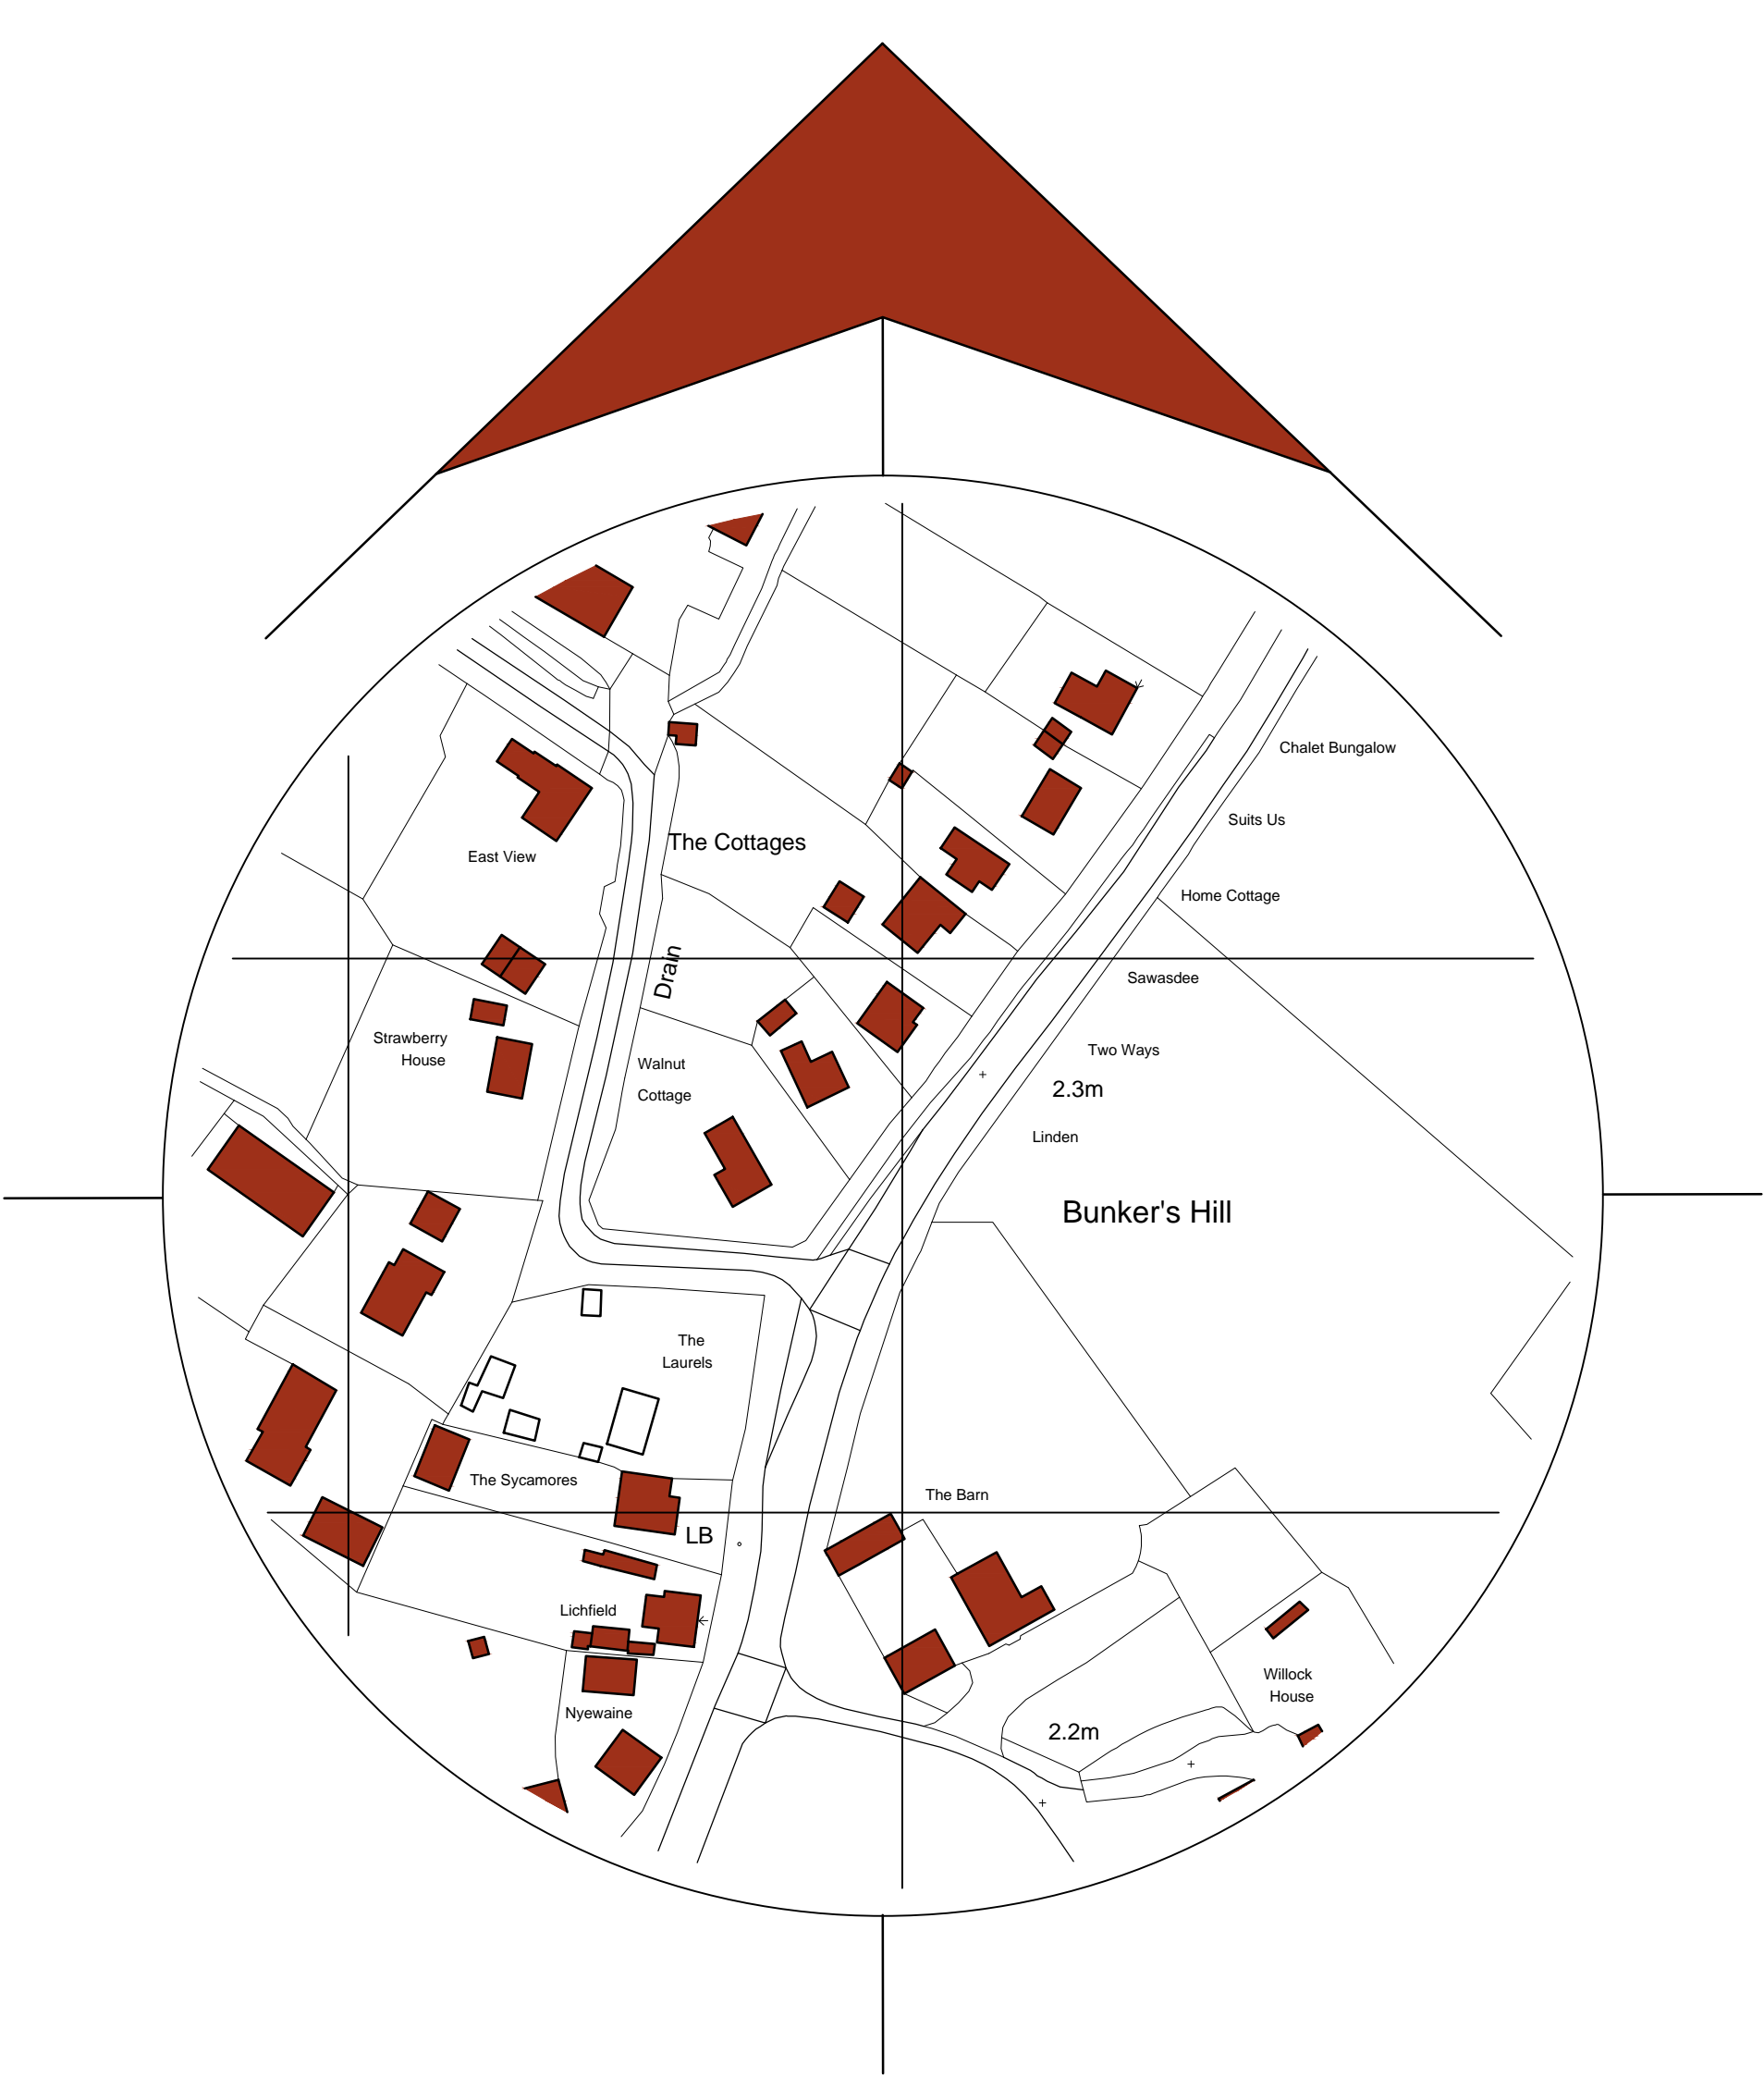 Chalet Bungalow
Suits Us
The Cottages
East View
Home Cottage
Drain
Sawasdee
Strawberry
House
Two Ways
Walnut
Cottage
2.3m
Linden
Bunker's Hill
The
Laurels
The Sycamores
The Barn
LB
Lichfield
Willock
House
Nyewaine
2.2m